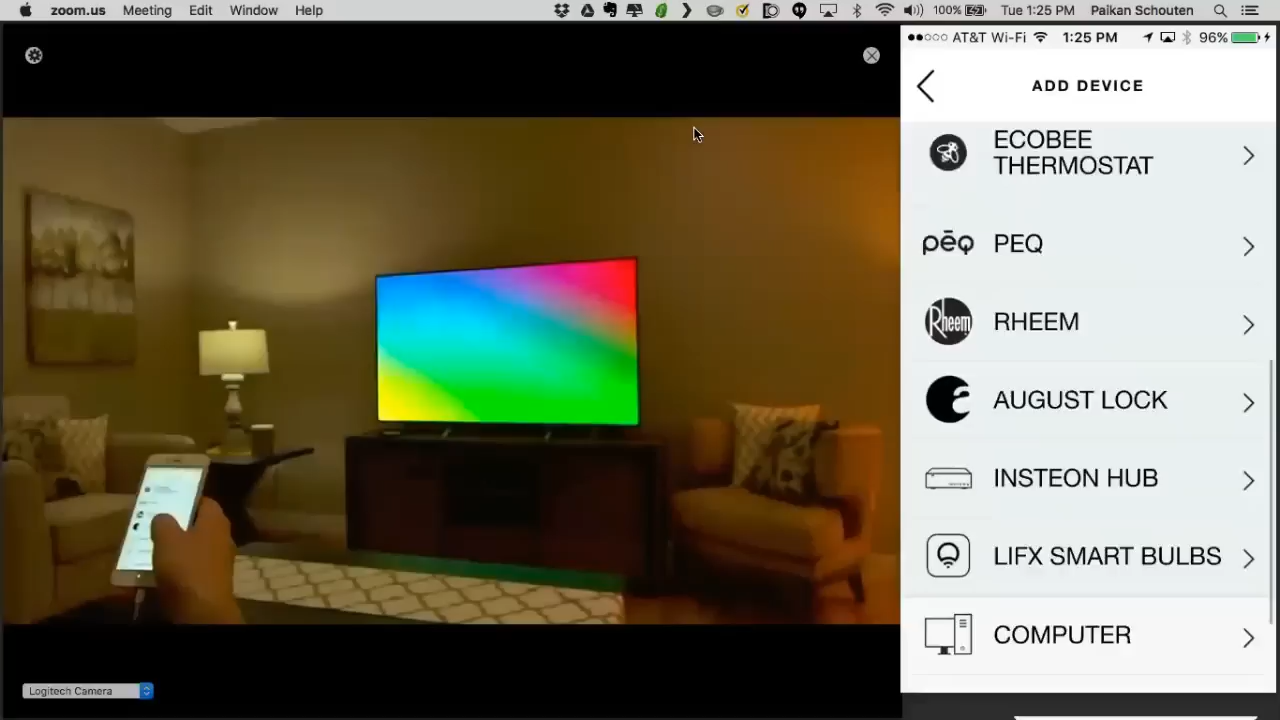 zoom.us Meeting Edit Window Help 100% Tue 1:25 PM Paikan Schouten
AT&T Wi-Fi 1:25 PM 96%
ADD DEVICE
ECOBEE
THERMOSTAT
pēq PEQ
Rheem RHEEM
a AUGUST LOCK
INSTEON HUB
LIFX SMART BULBS
COMPUTER
Logitech Camera